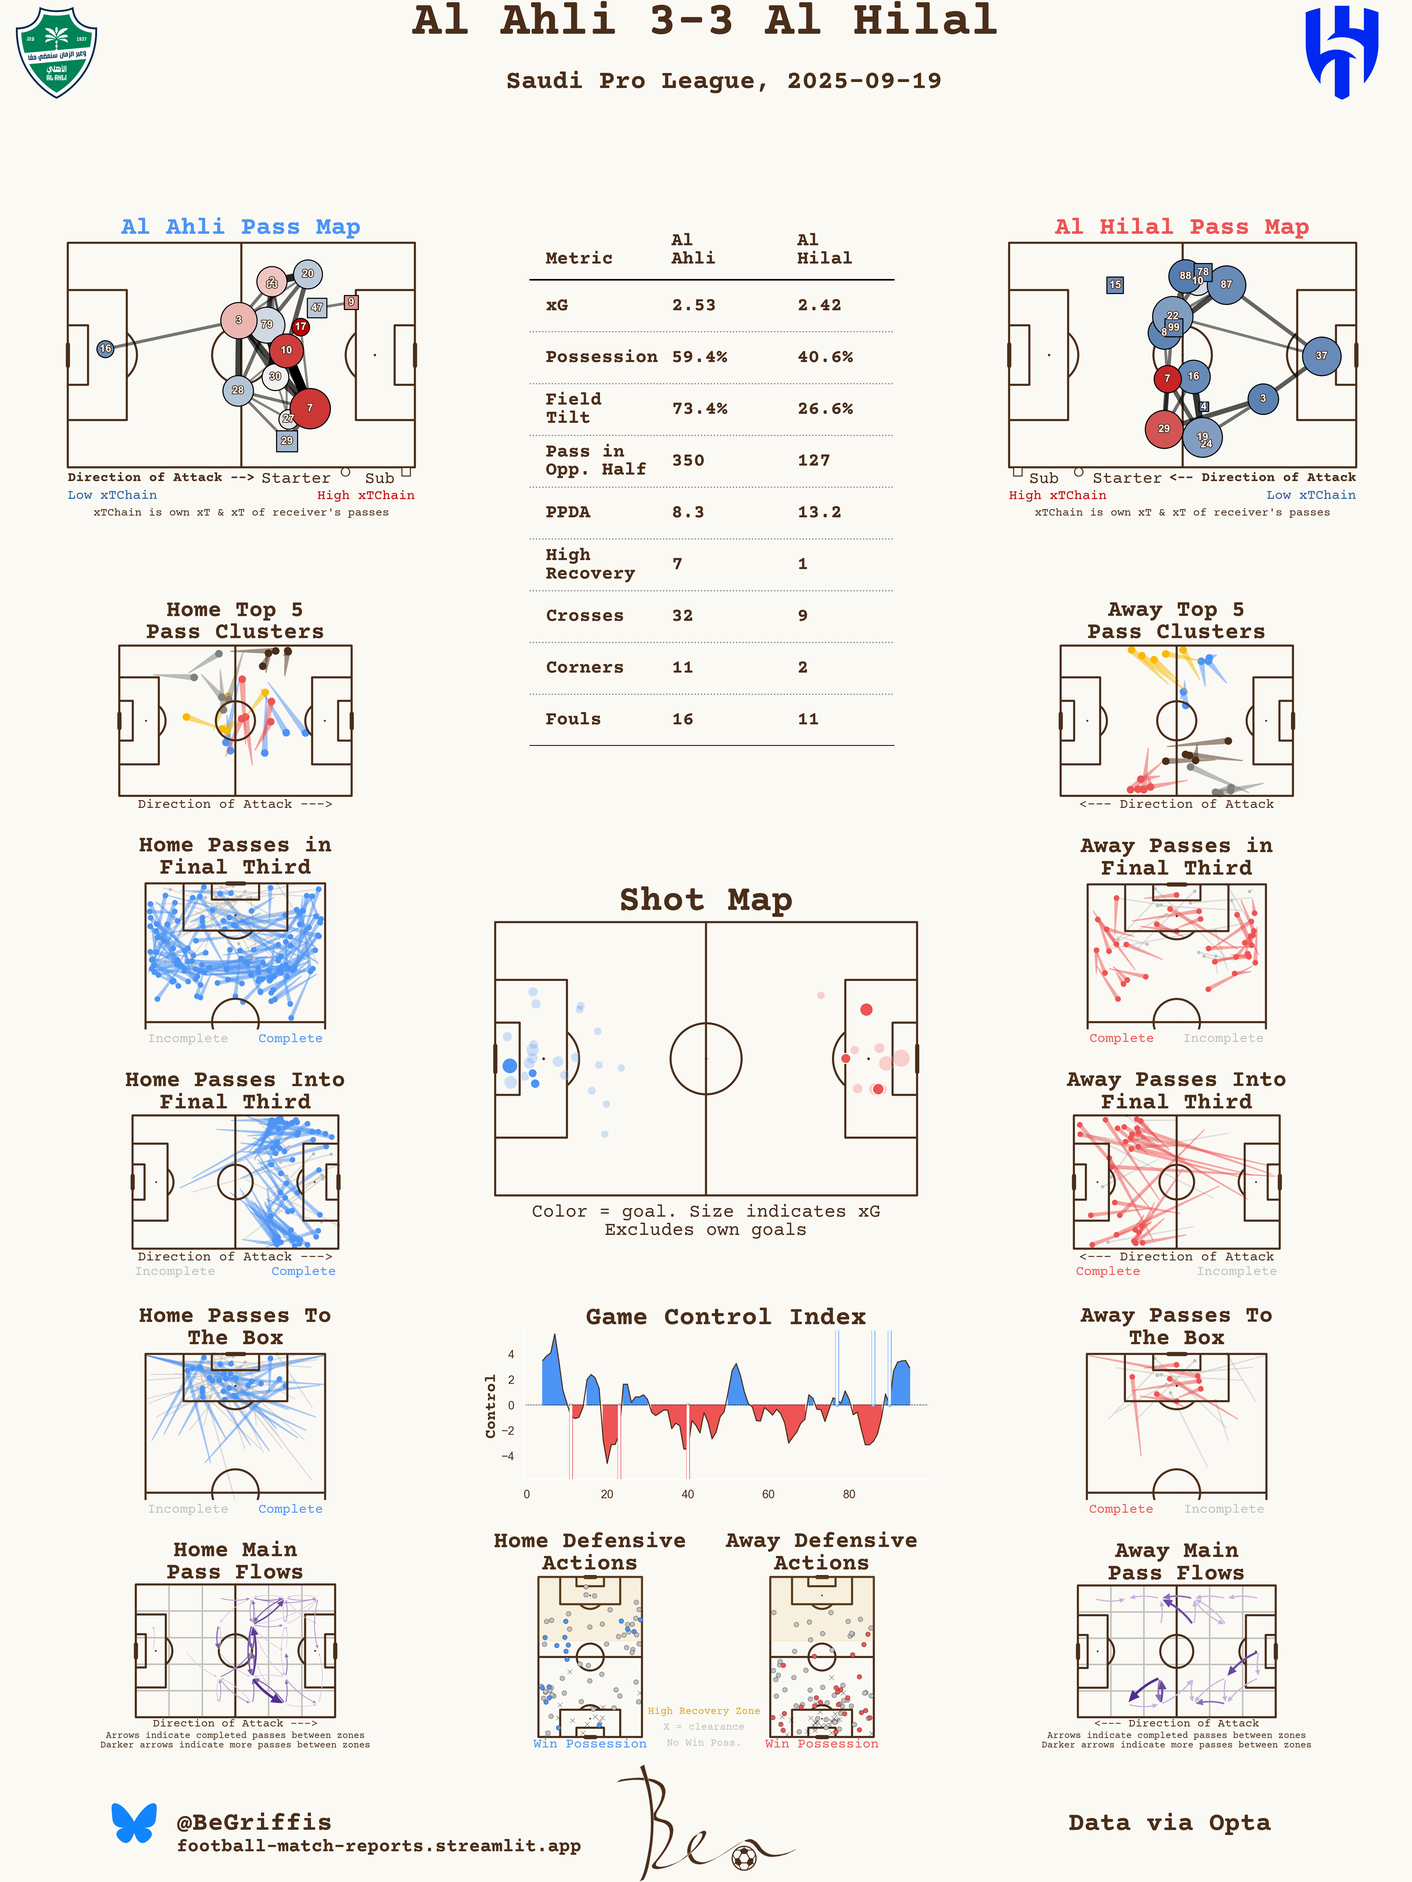 Al Ahli 3-3 Al Hilal
Saudi Pro League, 2025-09-19
JED 1937
وعبر الزمان سنمضي معًا
الأهلي
AL AHLI
Al Ahli Pass Map
20
47
9
3
79
17
16
10
30
28
7
27
29
Direction of Attack --> Starter Sub
Low xTChain High xTChain
xTChain is own xT & xT of receiver's passes
Metric Al Ahli Al Hilal
xG 2.53 2.42
Possession 59.4% 40.6%
Field Tilt 73.4% 26.6%
Pass in Opp. Half 350 127
PPDA 8.3 13.2
High Recovery 7 1
Crosses 32 9
Corners 11 2
Fouls 16 11
Al Hilal Pass Map
88
78
10
87
15
22
99
8
37
7
16
3
4
29
19
24
Sub Starter <-- Direction of Attack
High xTChain Low xTChain
xTChain is own xT & xT of receiver's passes
Home Top 5
Pass Clusters
Direction of Attack --->
Away Top 5
Pass Clusters
<--- Direction of Attack
Home Passes in
Final Third
Incomplete Complete
Away Passes in
Final Third
Complete Incomplete
Shot Map
Color = goal. Size indicates xG
Excludes own goals
Home Passes Into
Final Third
Direction of Attack --->
Incomplete Complete
Away Passes Into
Final Third
<--- Direction of Attack
Complete Incomplete
Home Passes To
The Box
Incomplete Complete
Game Control Index
Control
4
2
0
−2
−4
0 20 40 60 80
Away Passes To
The Box
Complete Incomplete
Home Main
Pass Flows
Direction of Attack --->
Arrows indicate completed passes between zones
Darker arrows indicate more passes between zones
Home Defensive
Actions
Win Possession
High Recovery Zone
X = clearance
No Win Poss.
Away Defensive
Actions
Win Possession
Away Main
Pass Flows
<--- Direction of Attack
Arrows indicate completed passes between zones
Darker arrows indicate more passes between zones
@BeGriffis
football-match-reports.streamlit.app
Ben
Data via Opta